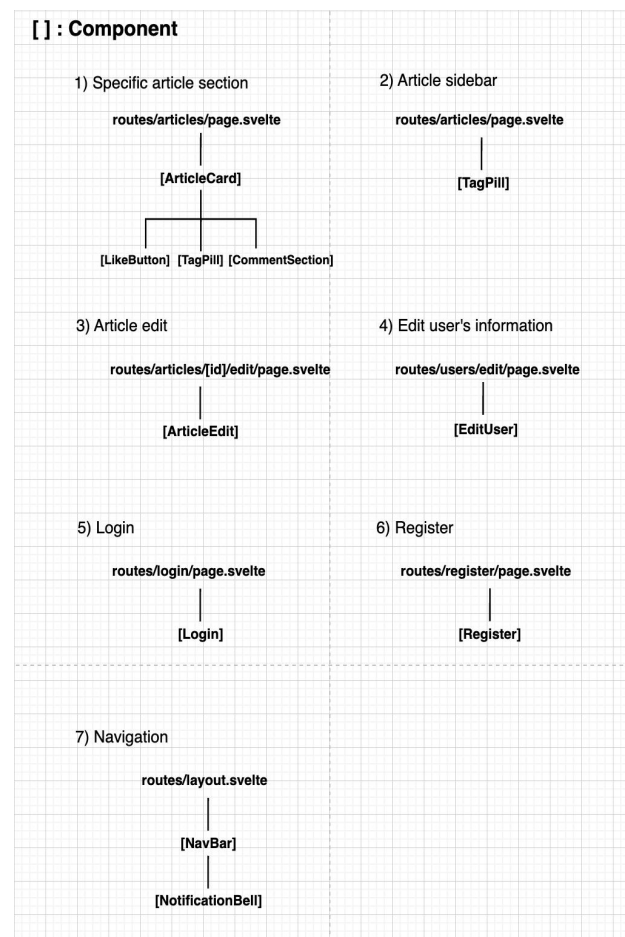 [ ] : Component
1) Specific article section
routes/articles/page.svelte
[ArticleCard]
[LikeButton] [TagPill] [CommentSection]
2) Article sidebar
routes/articles/page.svelte
[TagPill]
3) Article edit
routes/articles/[id]/edit/page.svelte
[ArticleEdit]
4) Edit user's information
routes/users/edit/page.svelte
[EditUser]
5) Login
routes/login/page.svelte
[Login]
6) Register
routes/register/page.svelte
[Register]
7) Navigation
routes/layout.svelte
[NavBar]
[NotificationBell]